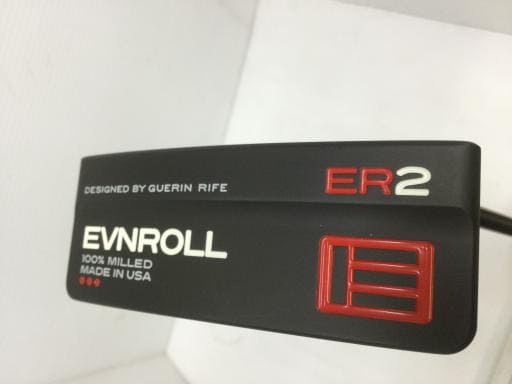 DESIGNED BY GUERIN RIFE
ER2
EVNROLL
100% MILLED
MADE IN USA